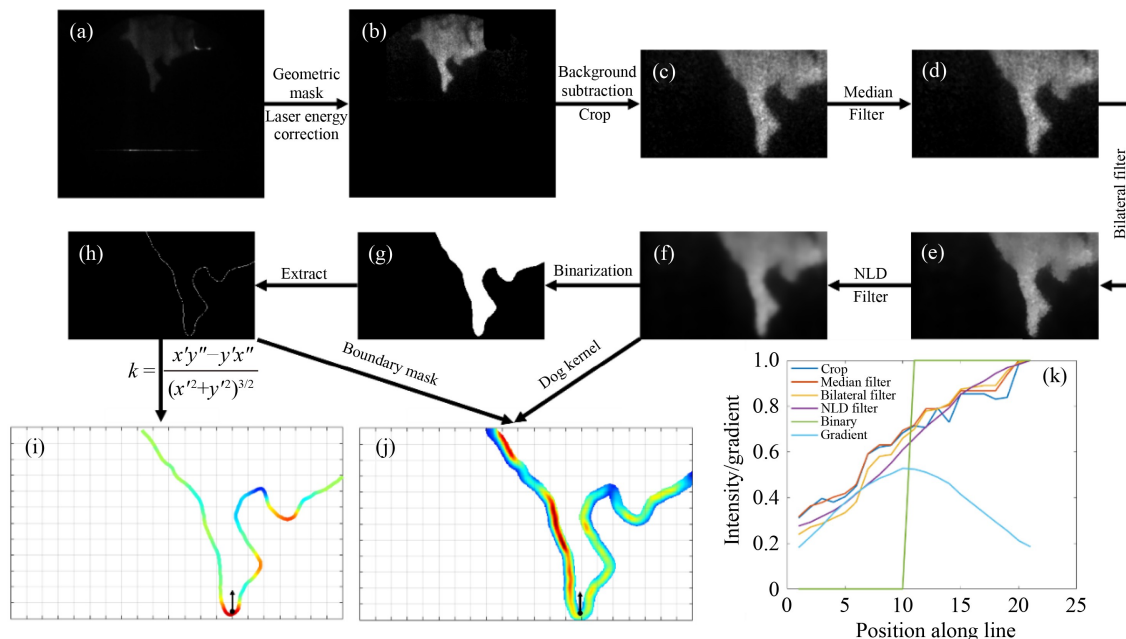 (a)
Geometric
mask
Laser energy
correction
(b)
Background
subtraction
Crop
(c)
Median
Filter
(d)
Bilateral filter
(e)
NLD
Filter
(f)
Binarization
(g)
Extract
(h)
k = x′y″−y′x″
(x′²+y′²)³/²
Boundary mask
Dog kernel
(i)
(j)
(k)
Crop
Median filter
Bilateral filter
NLD filter
Binary
Gradient
Intensity/gradient
1.0
0.8
0.6
0.4
0.2
0
0 5 10 15 20 25
Position along line